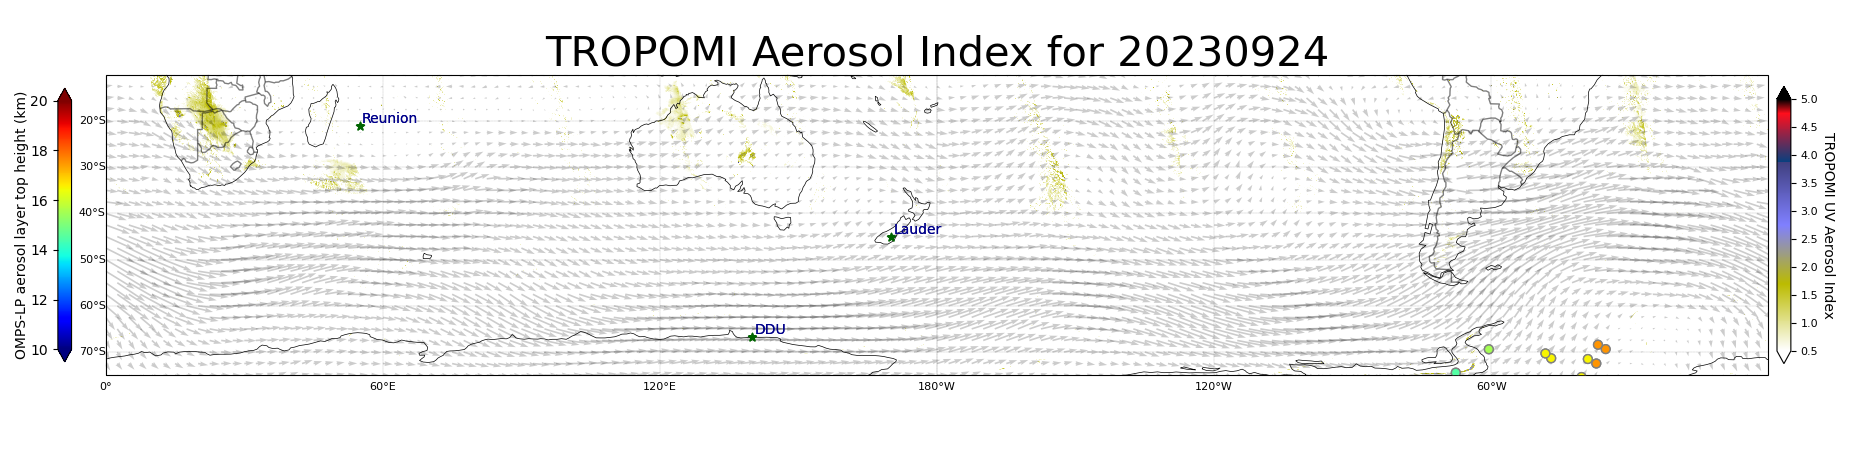 TROPOMI Aerosol Index for 20230924
OMPS-LP aerosol layer top height (km)
20
18
16
14
12
10
20°S
30°S
40°S
50°S
60°S
70°S
Reunion
Lauder
DDU
0°
60°E
120°E
180°W
120°W
60°W
5.0
4.5
4.0
3.5
3.0
2.5
2.0
1.5
1.0
0.5
TROPOMI UV Aerosol Index